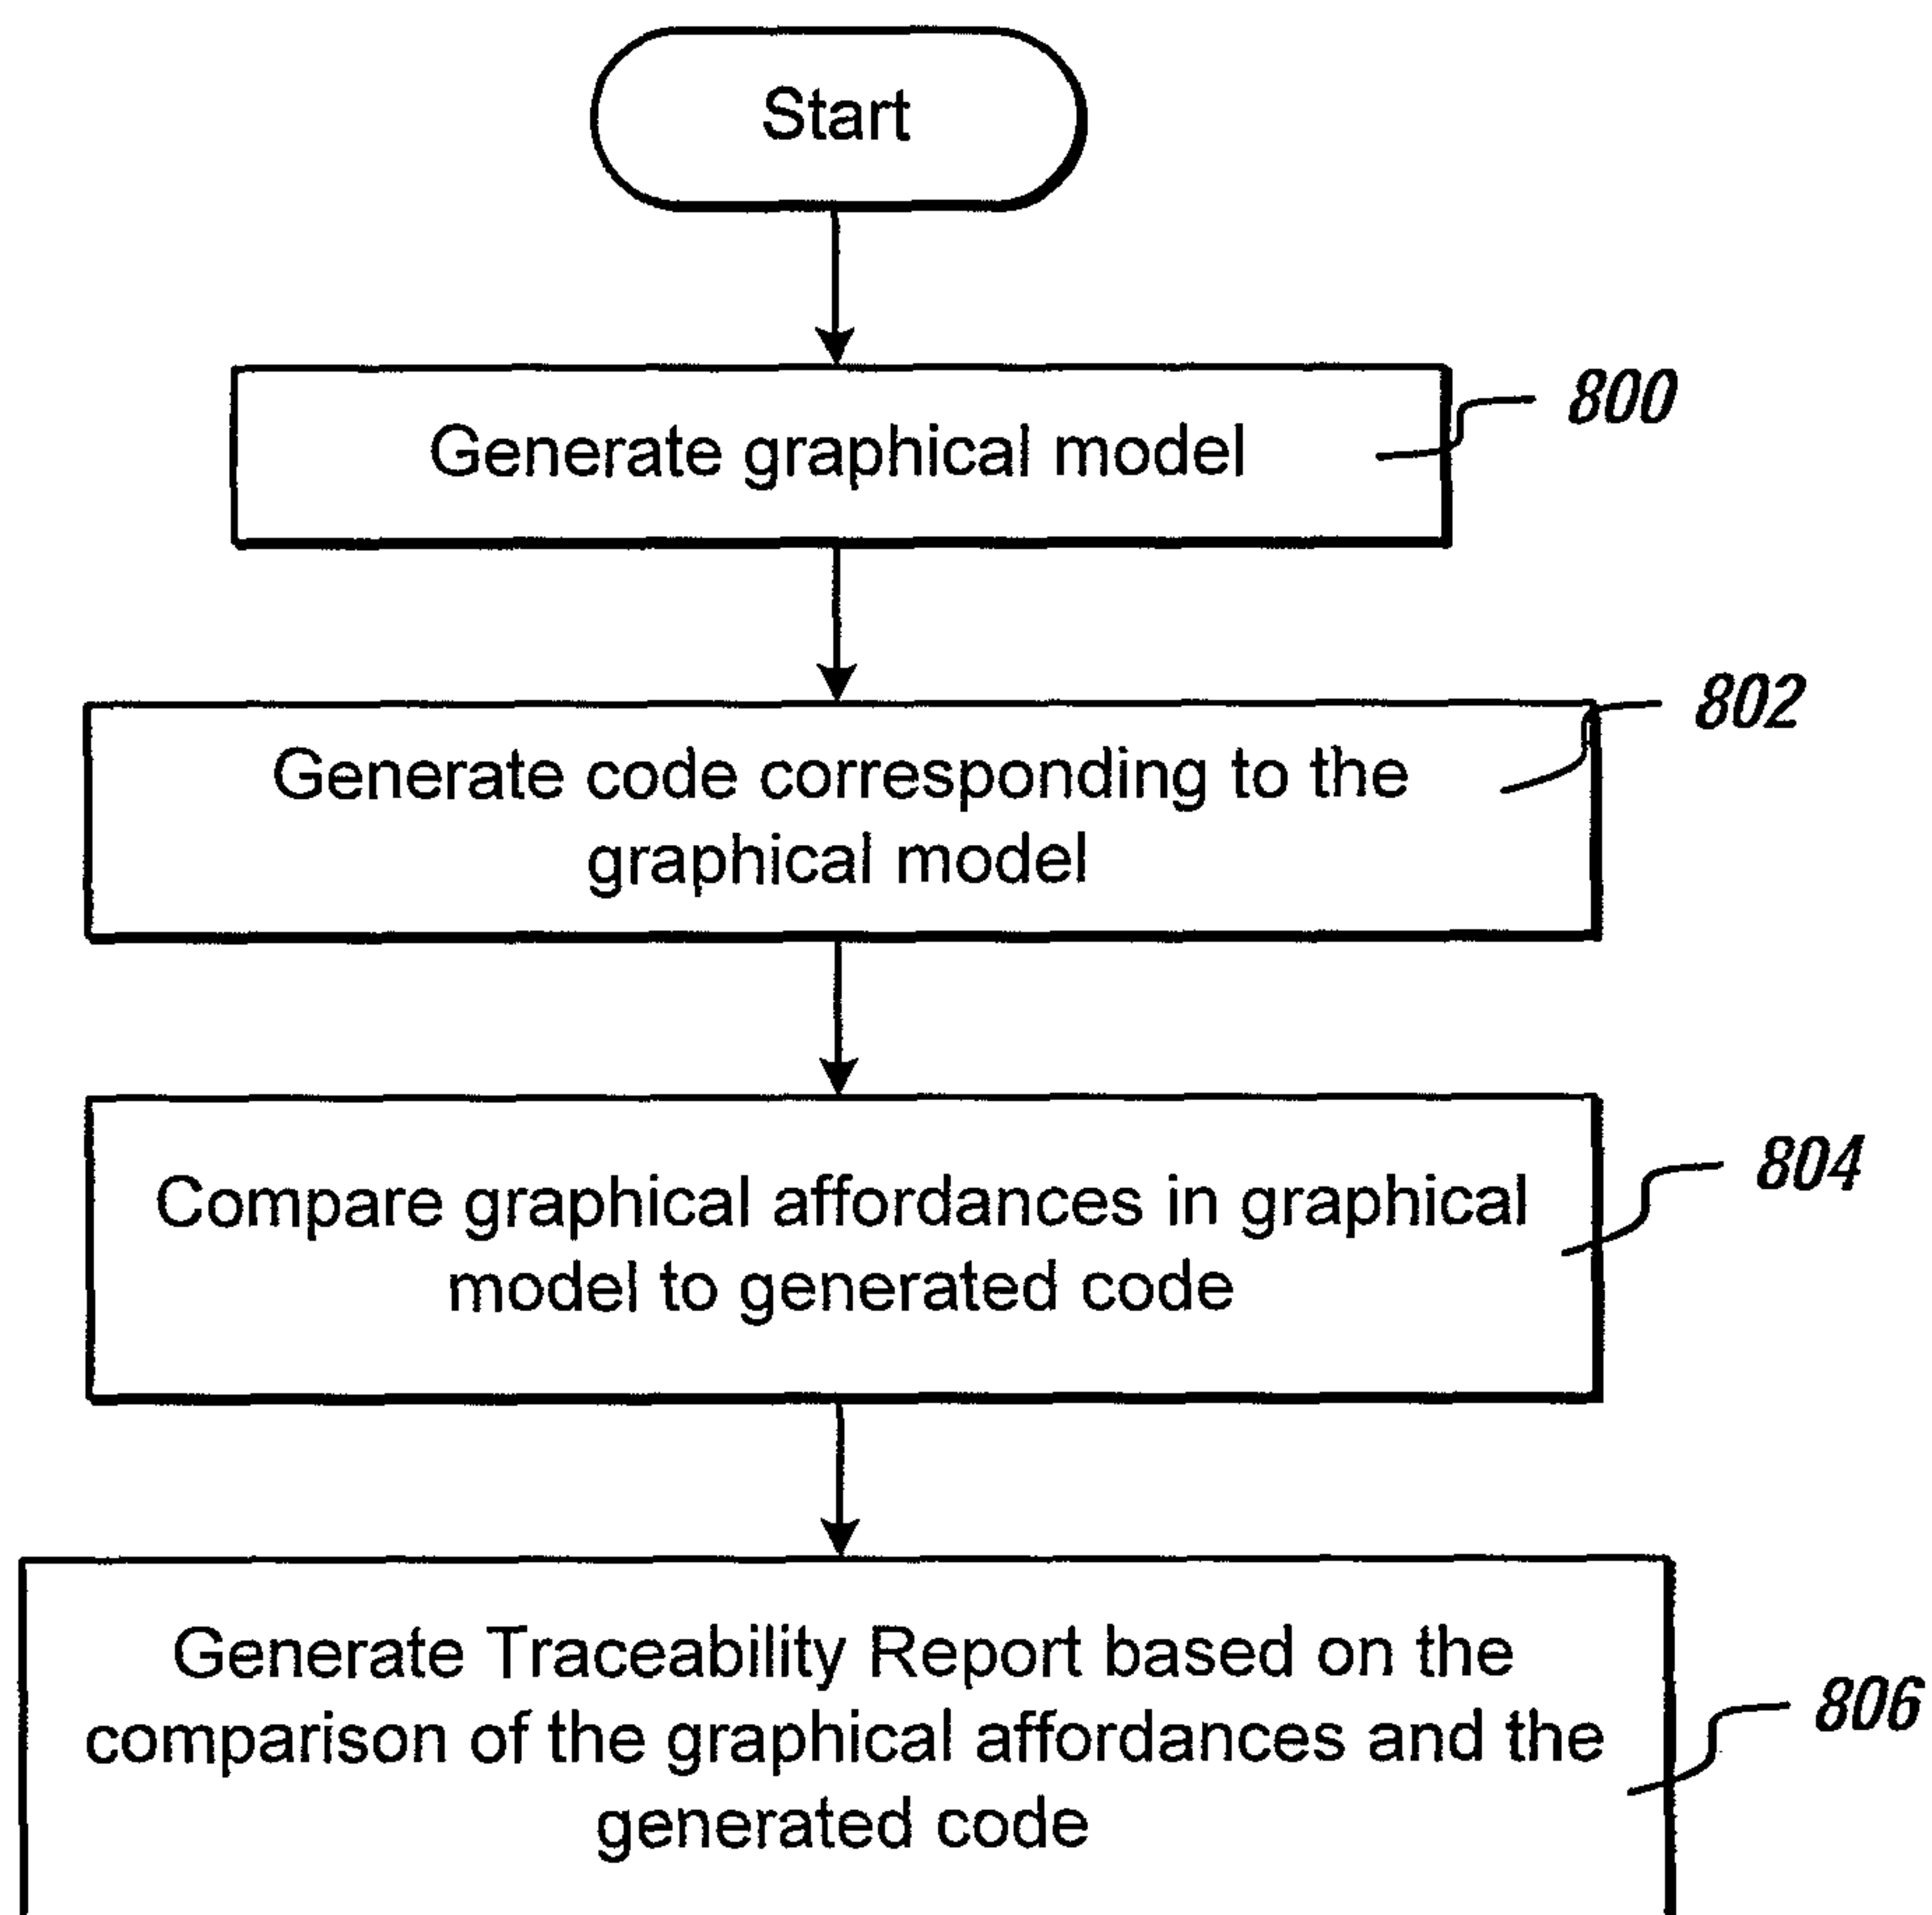 Start
Generate graphical model
800
Generate code corresponding to the
graphical model
802
Compare graphical affordances in graphical
model to generated code
804
Generate Traceability Report based on the
comparison of the graphical affordances and the
generated code
806